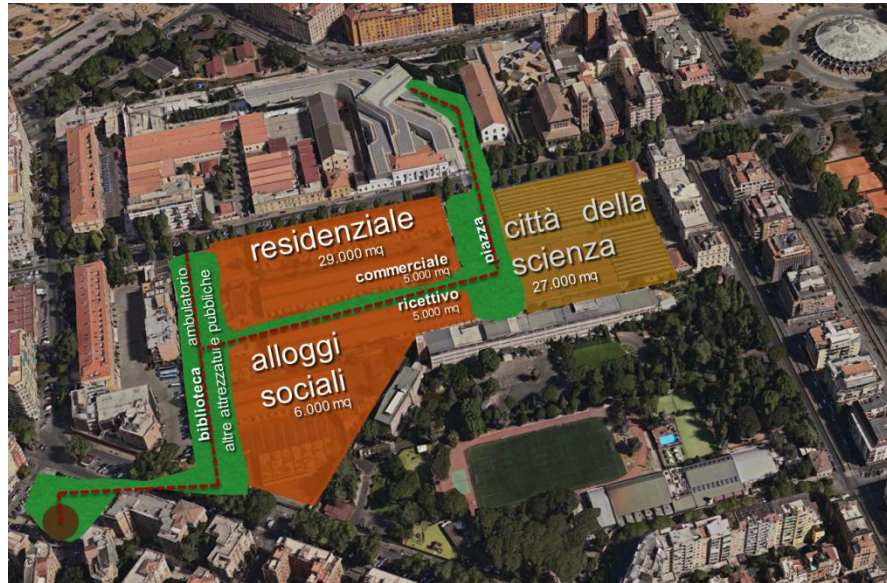 residenziale
29.000 mq
commerciale
5.000 mq
ricettivo
5.000 mq
piazza
città della
scienza
27.000 mq
alloggi
sociali
6.000 mq
biblioteca
ambulatorio
altre attrezzature pubbliche